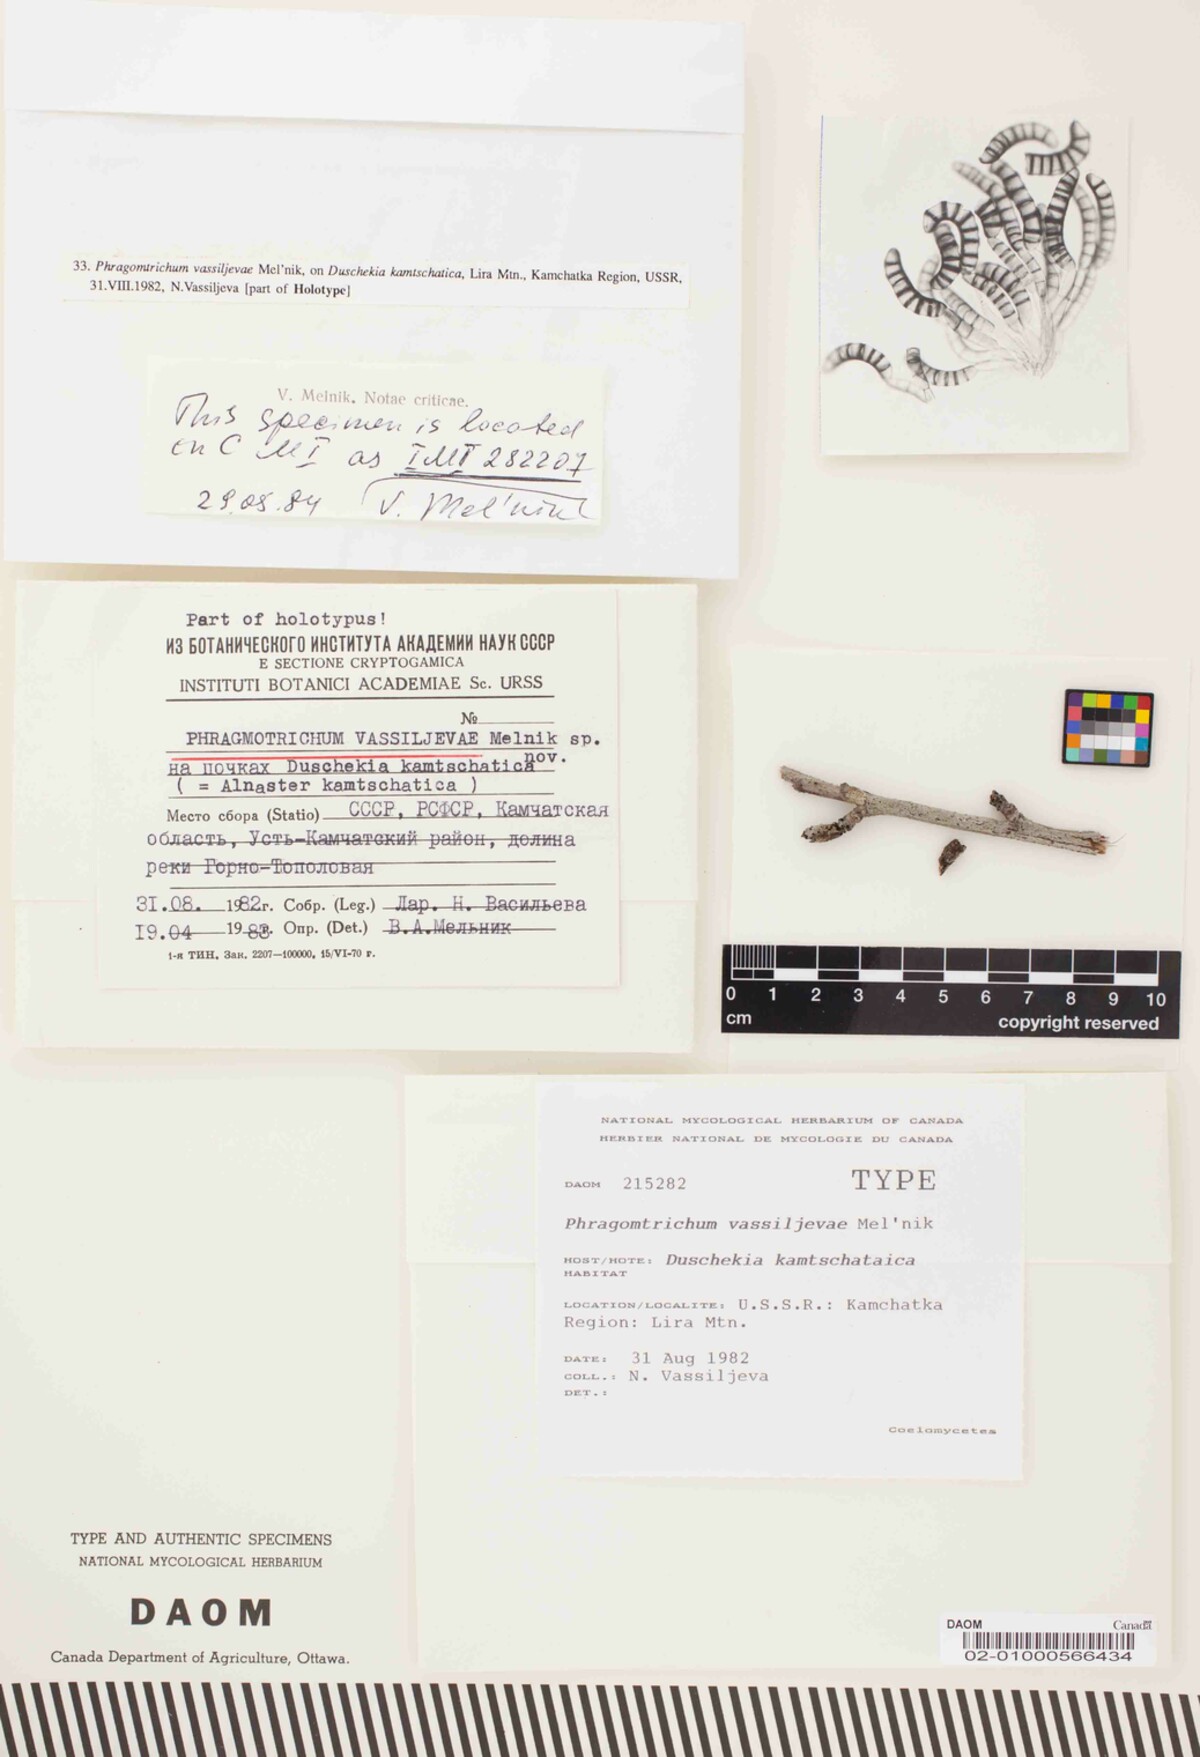 33. Phragomtrichum vassiljevae Mel'nik, on Duschekia kamtschatica, Lira Mtn., Kamchatka Region, USSR,
31.VIII.1982, N.Vassiljeva [part of Holotype]
V. Melnik. Notae criticae.
This specimen is located
en C MI as IMI 282207
29.05.84 V. Mel'nik
Part of holotypus!
ИЗ БОТАНИЧЕСКОГО ИНСТИТУТА АКАДЕМИИ НАУК СССР
E SECTIONE CRYPTOGAMICA
INSTITUTI BOTANICI ACADEMIAE Sc. URSS
№
PHRAGMOTRICHUM VASSILJEVAE Melnik sp.
nov.
на почках Duschekia kamtschatica
( = Alnaster kamtschatica )
Место сбора (Statio) СССР, РСФСР, Камчатская
область, Усть-Камчатский район, долина
реки Горно-Тополовая
31.08. 1982г. Собр. (Leg.) Лар. Н. Васильева
19.04 1983г. Опр. (Det.) В.А.Мельник
1-я ТИП. Зак. 2207—100000, 15/VI-70 г.
0 1 2 3 4 5 6 7 8 9 10
cm copyright reserved
NATIONAL MYCOLOGICAL HERBARIUM OF CANADA
HERBIER NATIONAL DE MYCOLOGIE DU CANADA
DAOM 215282 TYPE
Phragomtrichum vassiljevae Mel'nik
HOST/HOTE: Duschekia kamtschataica
HABITAT
LOCATION/LOCALITE: U.S.S.R.: Kamchatka
Region: Lira Mtn.
DATE: 31 Aug 1982
COLL.: N. Vassiljeva
DET.:
Coelomycetes
TYPE AND AUTHENTIC SPECIMENS
NATIONAL MYCOLOGICAL HERBARIUM
DAOM
Canada Department of Agriculture, Ottawa.
DAOM Canada
02-01000566434